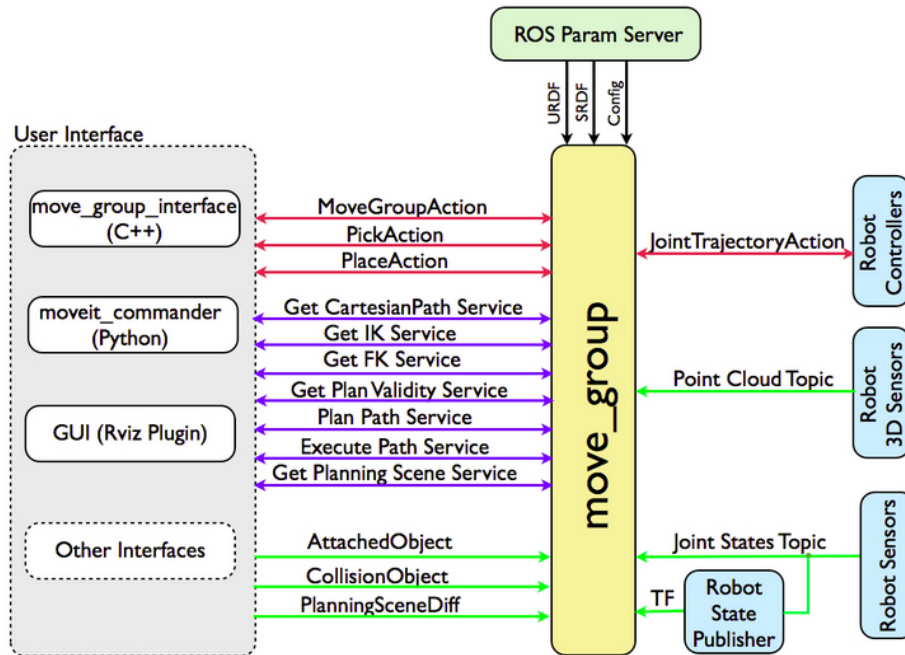 ROS Param Server
URDF
SRDF
Config
User Interface
move_group_interface
(C++)
moveit_commander
(Python)
GUI (Rviz Plugin)
Other Interfaces
MoveGroupAction
PickAction
PlaceAction
Get CartesianPath Service
Get IK Service
Get FK Service
Get Plan Validity Service
Plan Path Service
Execute Path Service
Get Planning Scene Service
AttachedObject
CollisionObject
PlanningSceneDiff
move_group
JointTrajectoryAction
Robot
Controllers
Point Cloud Topic
Robot
3D Sensors
Joint States Topic
Robot Sensors
TF
Robot
State
Publisher